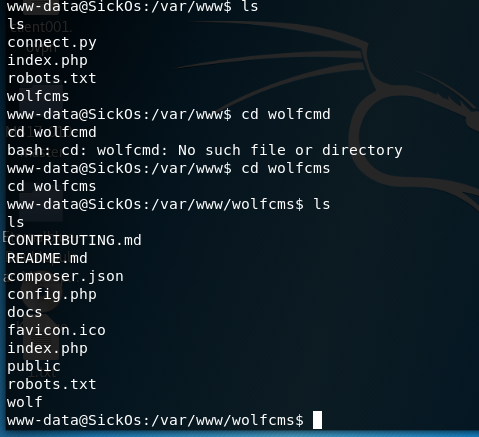 www-data@SickOs:/var/www$ ls
ls
connect.py
index.php
robots.txt
wolfcms
www-data@SickOs:/var/www$ cd wolfcmd
cd wolfcmd
bash: cd: wolfcmd: No such file or directory
www-data@SickOs:/var/www$ cd wolfcms
cd wolfcms
www-data@SickOs:/var/www/wolfcms$ ls
ls
CONTRIBUTING.md
README.md
composer.json
config.php
docs
favicon.ico
index.php
public
robots.txt
wolf
www-data@SickOs:/var/www/wolfcms$